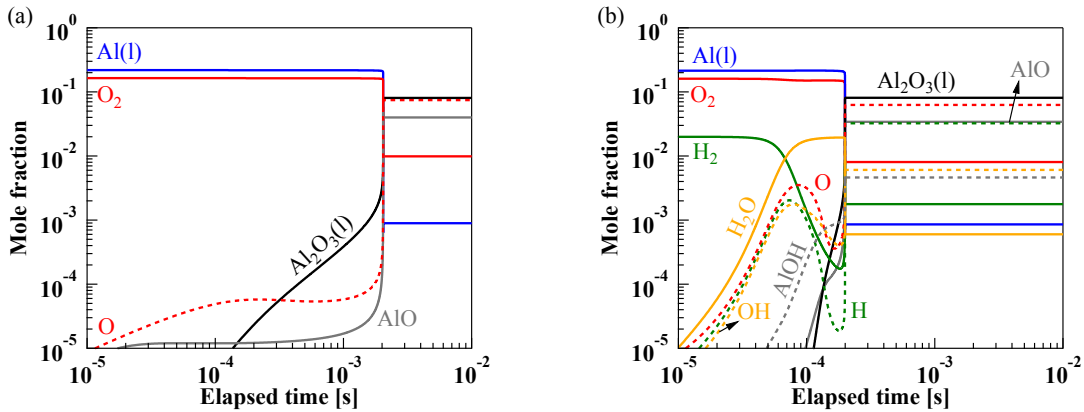 (a)
Mole fraction
10⁰
10⁻¹
10⁻²
10⁻³
10⁻⁴
10⁻⁵
Al(l)
O₂
Al₂O₃(l)
O
AlO
10⁻⁵ 10⁻⁴ 10⁻³ 10⁻²
Elapsed time [s]
(b)
Mole fraction
10⁰
10⁻¹
10⁻²
10⁻³
10⁻⁴
10⁻⁵
Al(l)
O₂
Al₂O₃(l)
AlO
H₂
H₂O
O
AlOH
OH
H
10⁻⁵ 10⁻⁴ 10⁻³ 10⁻²
Elapsed time [s]